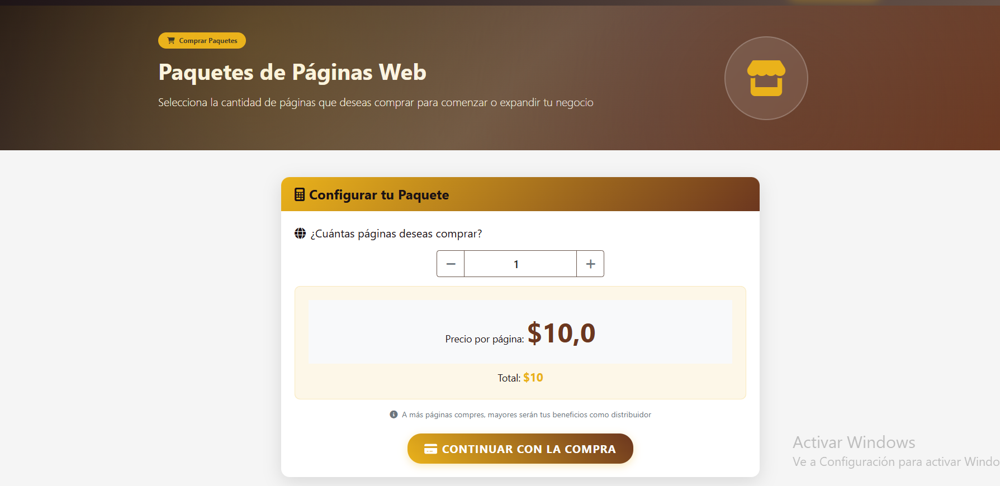 Comprar Paquetes
Paquetes de Páginas Web
Selecciona la cantidad de páginas que deseas comprar para comenzar o expandir tu negocio
Configurar tu Paquete
¿Cuántas páginas deseas comprar?
1
Precio por página: $10,0
Total: $10
A más páginas compres, mayores serán tus beneficios como distribuidor
CONTINUAR CON LA COMPRA
Activar Windows
Ve a Configuración para activar Windo